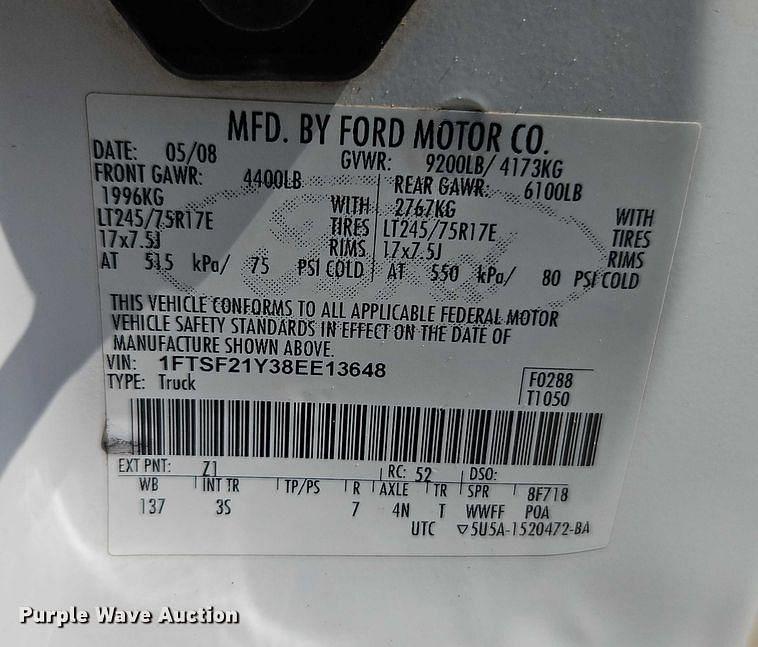 MFD. BY FORD MOTOR CO.
DATE: 05/08 GVWR: 9200LB/ 4173KG
FRONT GAWR: 4400LB REAR GAWR: 6100LB
1996KG WITH 2767KG WITH
LT245/75R17E TIRES LT245/75R17E TIRES
17x7.5J RIMS 17x7.5J RIMS
AT 515 kPa/ 75 PSI COLD AT 550 kPa/ 80 PSI COLD
THIS VEHICLE CONFORMS TO ALL APPLICABLE FEDERAL MOTOR
VEHICLE SAFETY STANDARDS IN EFFECT ON THE DATE OF
MANUFACTURE SHOWN ABOVE.
VIN: 1FTSF21Y38EE13648
TYPE: Truck
F0288
T1050
EXT PNT: Z1 RC: 52 DSO:
WB INT TR TP/PS R AXLE TR SPR 8F718
137 3S 7 4N T WWFF POA
UTC ▽5U5A-1520472-BA
Purple Wave Auction